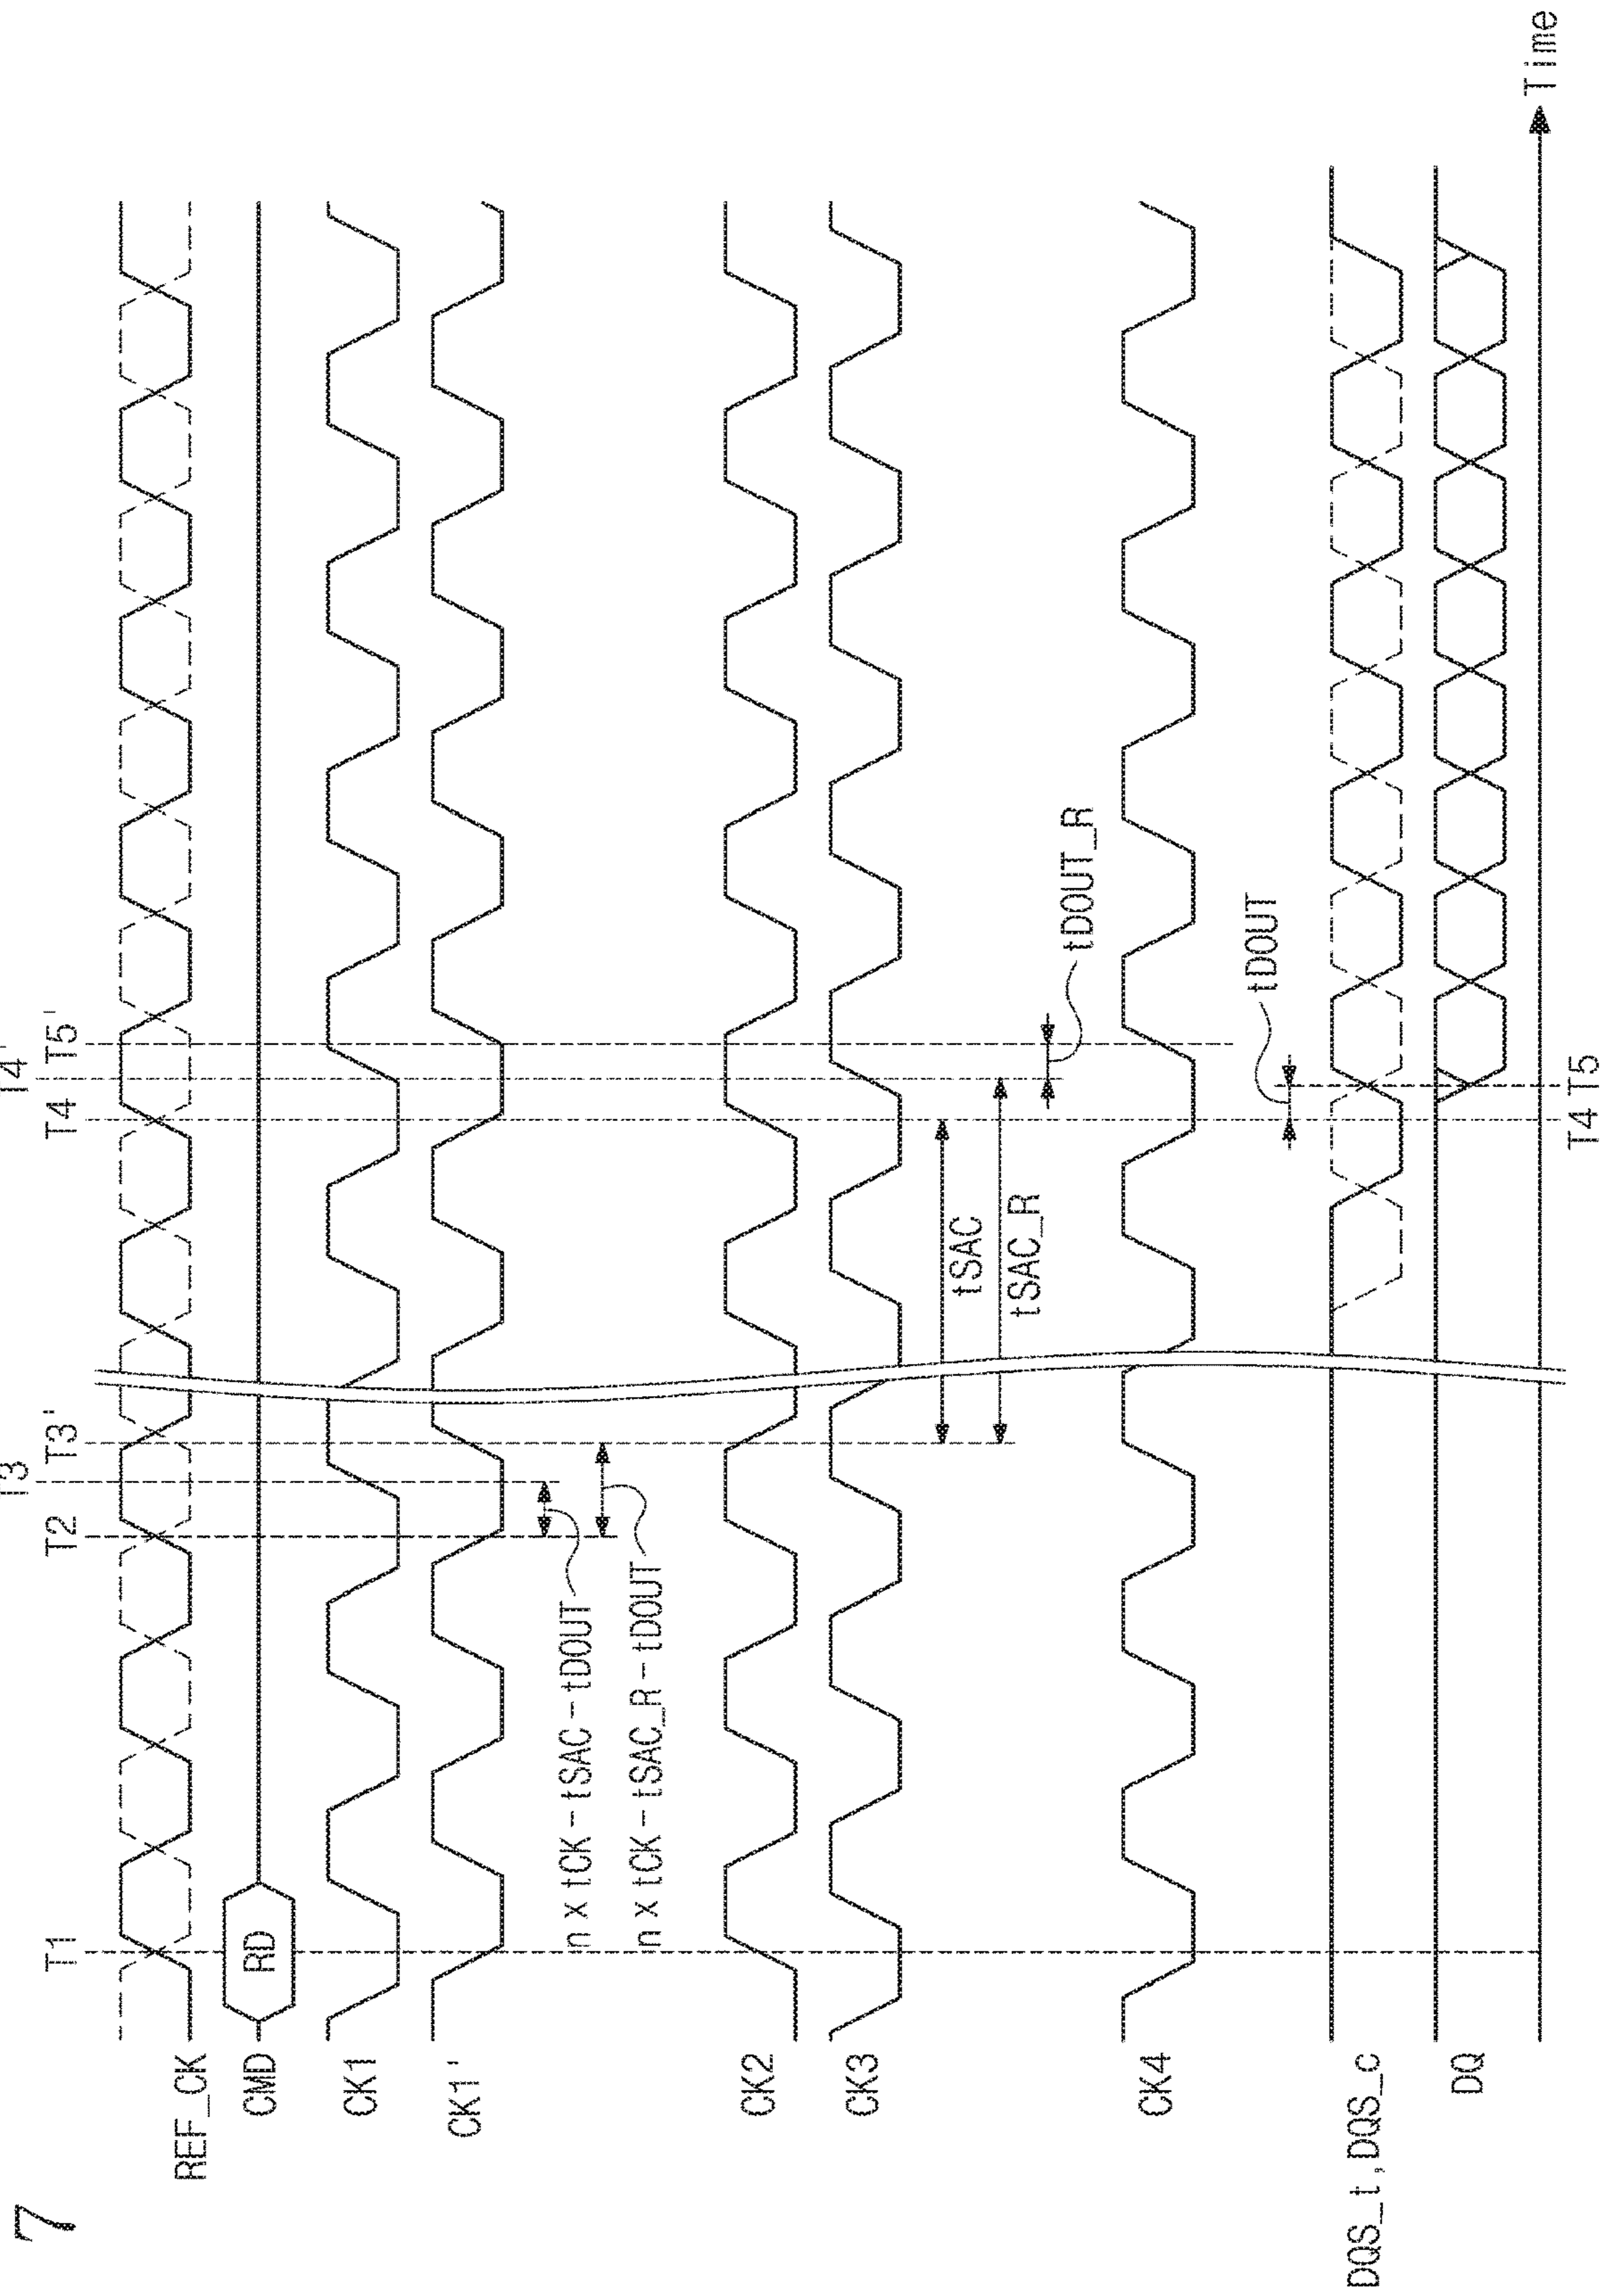 7
T1
T2
T3
T3'
T4
T4'
T5'
REF_CK
CMD
RD
CK1
CK1'
n x tCK-tSAC-tDOUT
n x tCK-tSAC_R-tDOUT
CK2
CK3
tSAC
tSAC_R
tDOUT_R
CK4
tDOUT
DQS_t,DQS_c
DQ
T4
T5
Time